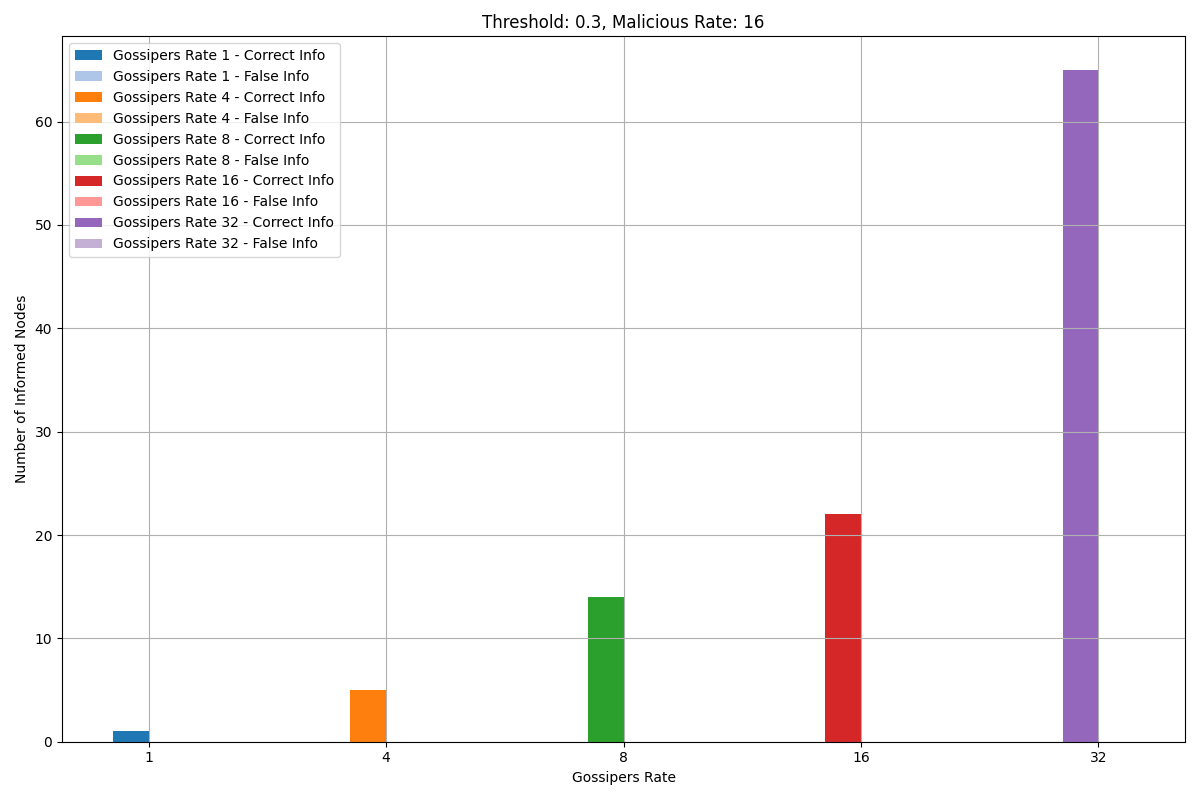 Threshold: 0.3, Malicious Rate: 16
Gossipers Rate 1 - Correct Info
Gossipers Rate 1 - False Info
Gossipers Rate 4 - Correct Info
Gossipers Rate 4 - False Info
Gossipers Rate 8 - Correct Info
Gossipers Rate 8 - False Info
Gossipers Rate 16 - Correct Info
Gossipers Rate 16 - False Info
Gossipers Rate 32 - Correct Info
Gossipers Rate 32 - False Info
Number of Informed Nodes
60
50
40
30
20
10
0
1 4 8 16 32
Gossipers Rate